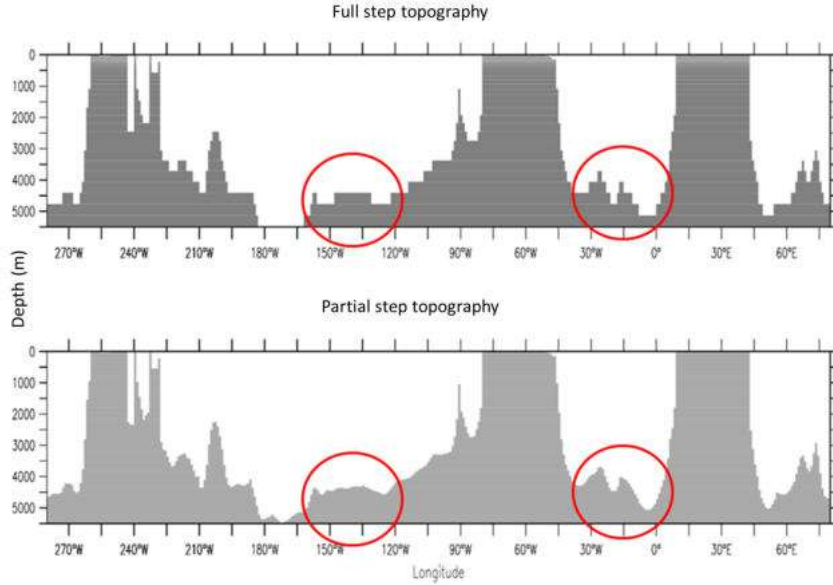 Full step topography
0
1000
2000
3000
4000
5000
270°W 240°W 210°W 180°W 150°W 120°W 90°W 60°W 30°W 0° 30°E 60°E
Depth (m)
Partial step topography
0
1000
2000
3000
4000
5000
270°W 240°W 210°W 180°W 150°W 120°W 90°W 60°W 30°W 0° 30°E 60°E
Longitude